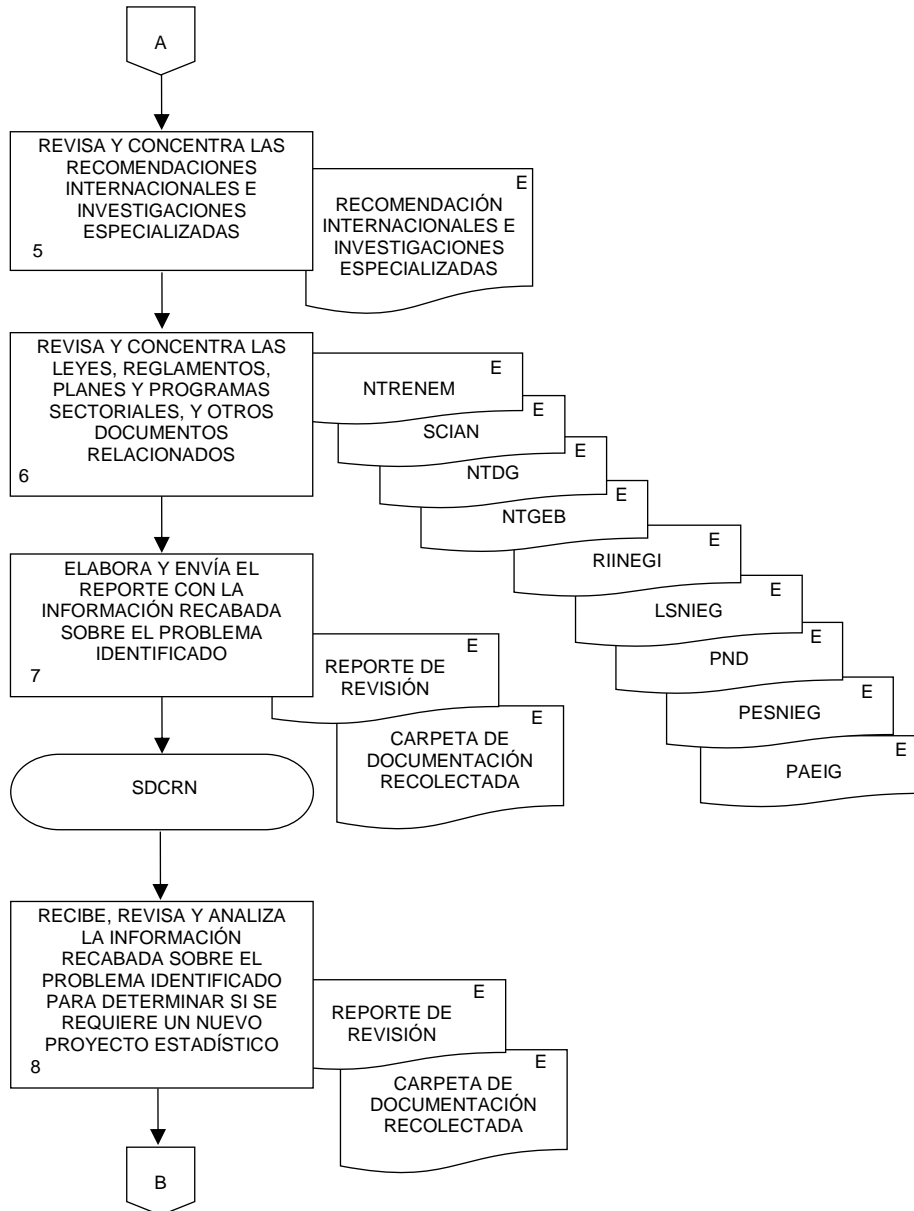 A
REVISA Y CONCENTRA LAS
RECOMENDACIONES
INTERNACIONALES E
INVESTIGACIONES
ESPECIALIZADAS
5
E
RECOMENDACIÓN
INTERNACIONALES E
INVESTIGACIONES
ESPECIALIZADAS
REVISA Y CONCENTRA LAS
LEYES, REGLAMENTOS,
PLANES Y PROGRAMAS
SECTORIALES, Y OTROS
DOCUMENTOS
RELACIONADOS
6
E
NTRENEM
E
SCIAN
E
NTDG
E
NTGEB
E
RIINEGI
E
LSNIEG
E
PND
E
PESNIEG
E
PAEIG
ELABORA Y ENVÍA EL
REPORTE CON LA
INFORMACIÓN RECABADA
SOBRE EL PROBLEMA
IDENTIFICADO
7
E
REPORTE DE
REVISIÓN
E
CARPETA DE
DOCUMENTACIÓN
RECOLECTADA
SDCRN
RECIBE, REVISA Y ANALIZA
LA INFORMACIÓN
RECABADA SOBRE EL
PROBLEMA IDENTIFICADO
PARA DETERMINAR SI SE
REQUIERE UN NUEVO
PROYECTO ESTADÍSTICO
8
E
REPORTE DE
REVISIÓN
E
CARPETA DE
DOCUMENTACIÓN
RECOLECTADA
B